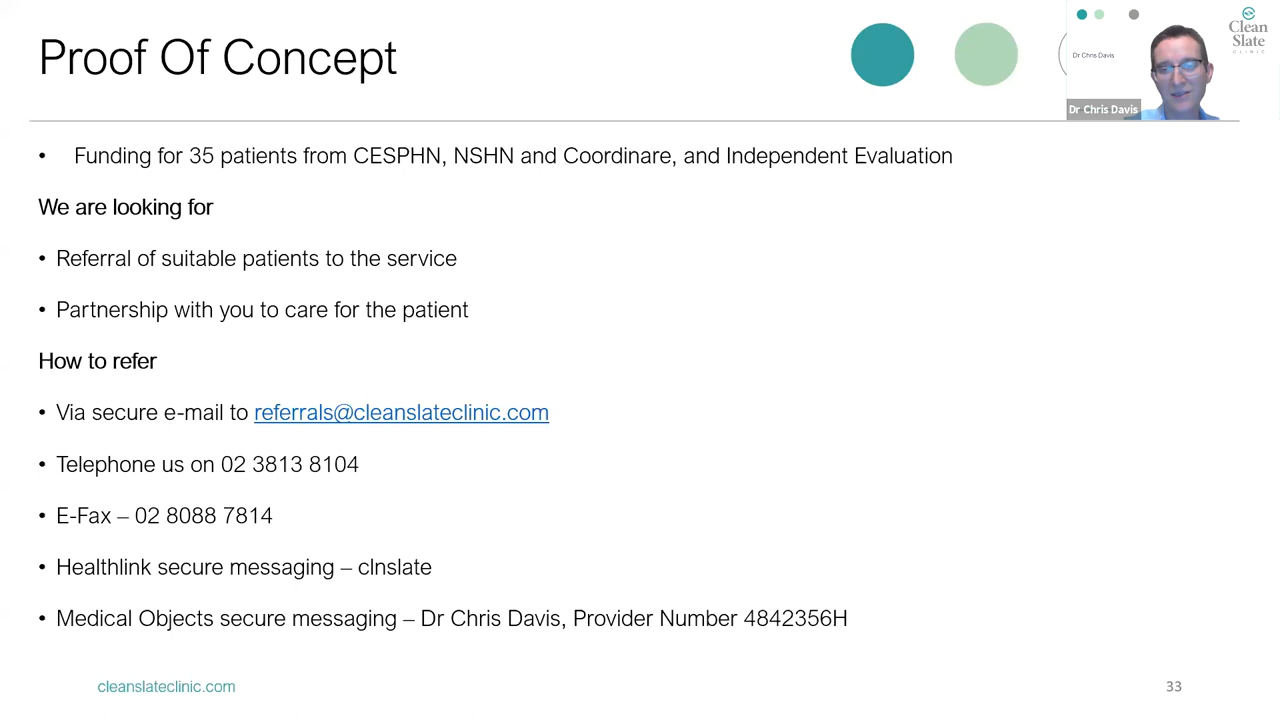 Proof Of Concept
Dr Chris Davis
Dr Chris Davis
Clean
Slate
CLINIC
• Funding for 35 patients from CESPHN, NSHN and Coordinare, and Independent Evaluation
We are looking for
• Referral of suitable patients to the service
• Partnership with you to care for the patient
How to refer
• Via secure e-mail to referrals@cleanslateclinic.com
• Telephone us on 02 3813 8104
• E-Fax – 02 8088 7814
• Healthlink secure messaging – clnslate
• Medical Objects secure messaging – Dr Chris Davis, Provider Number 4842356H
cleanslateclinic.com
33